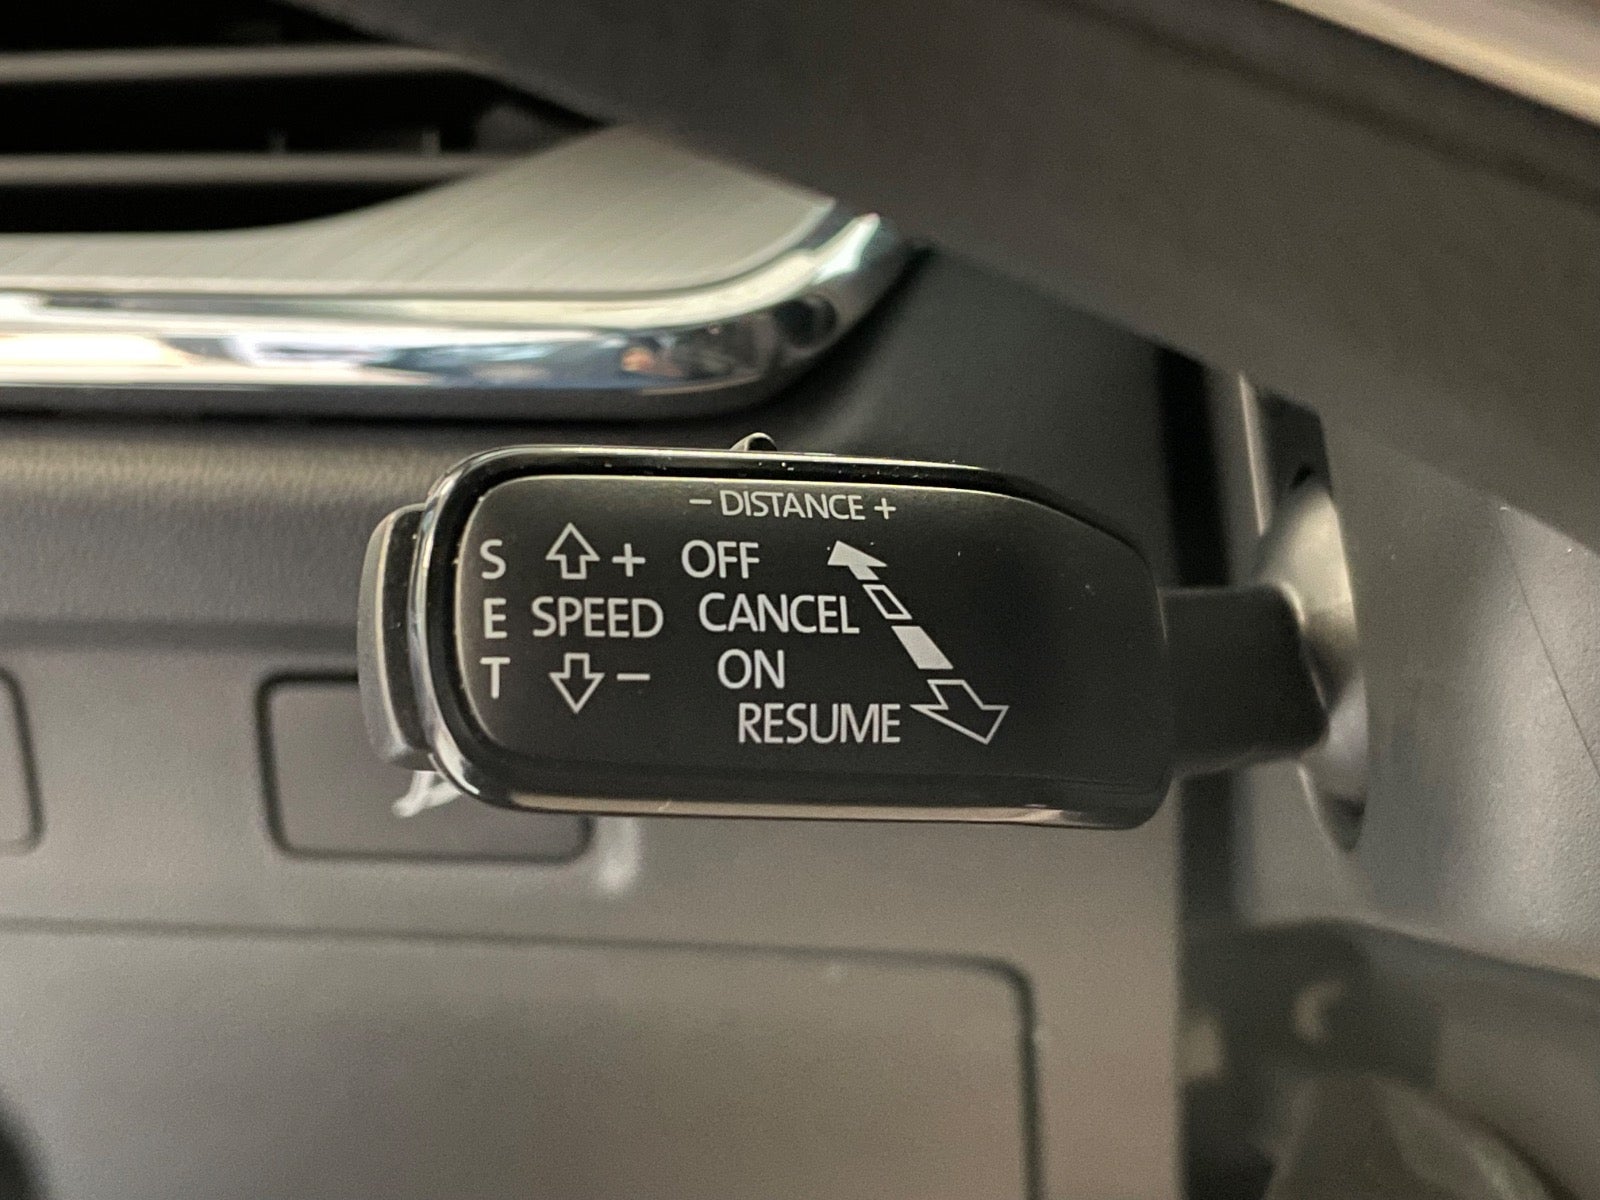 − DISTANCE +
S + OFF
E SPEED CANCEL
T − ON
RESUME